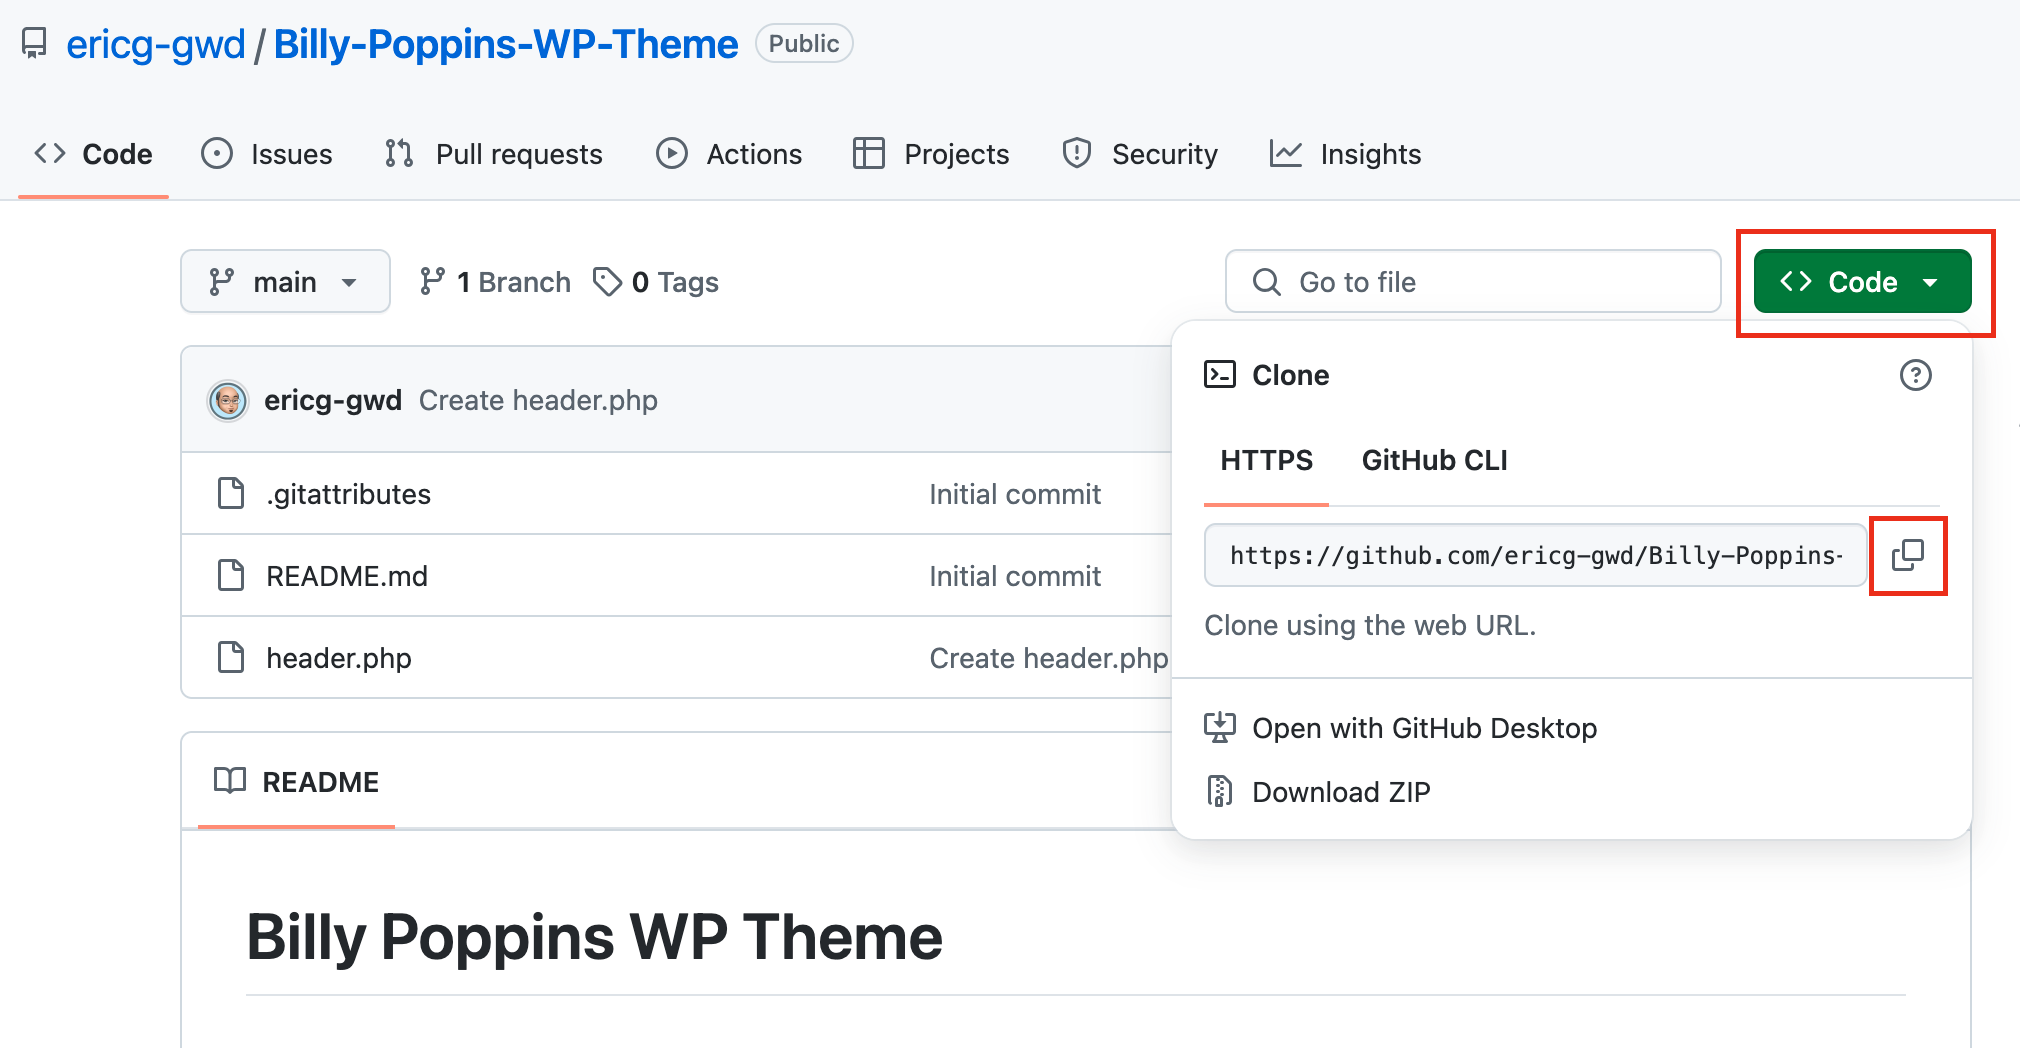 ericg-gwd / Billy-Poppins-WP-Theme Public
Code Issues Pull requests Actions Projects Security Insights
main 1 Branch 0 Tags Go to file Code
ericg-gwd Create header.php
.gitattributes Initial commit
README.md Initial commit
header.php Create header.php
Clone
HTTPS GitHub CLI
https://github.com/ericg-gwd/Billy-Poppins-
Clone using the web URL.
Open with GitHub Desktop
Download ZIP
README
Billy Poppins WP Theme